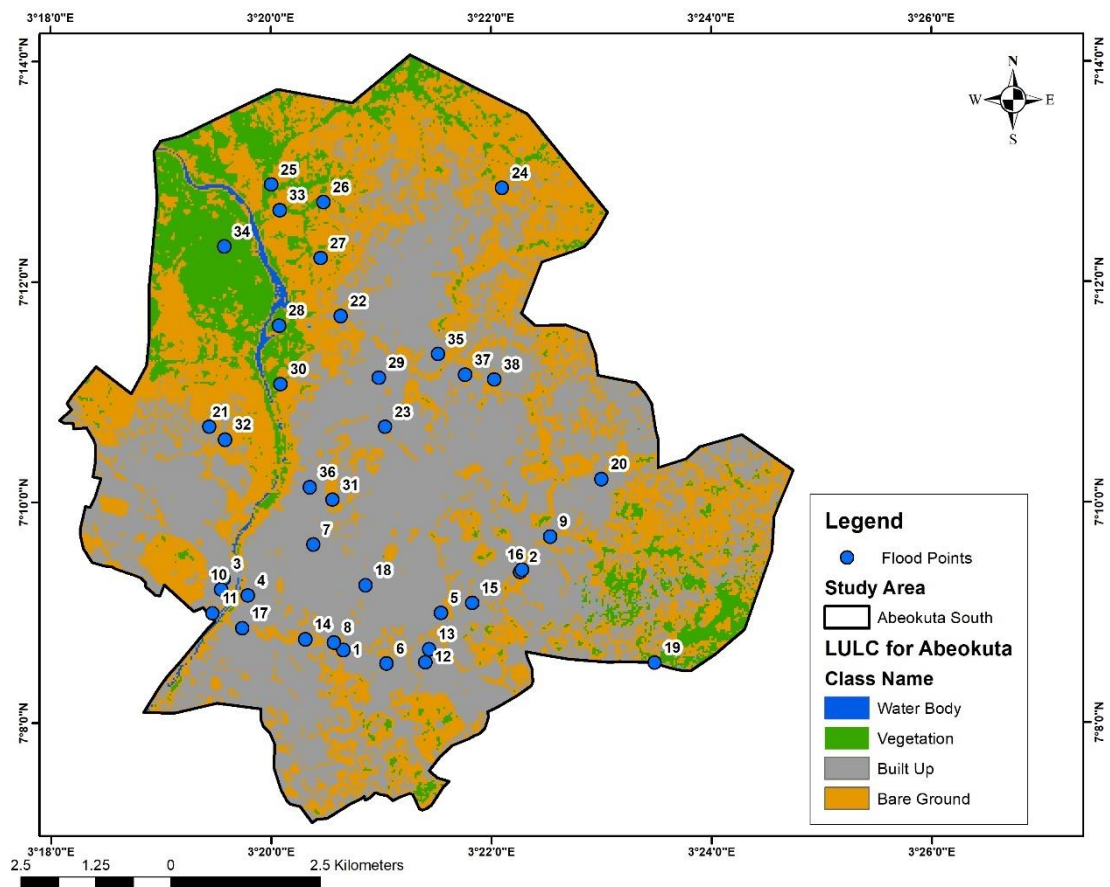 3°18'0"E 3°20'0"E 3°22'0"E 3°24'0"E 3°26'0"E
7°14'0"N 7°14'0"N
N
W E
S
25
24
33 26
34
27
7°12'0"N 7°12'0"N
28 22
35
29 37 38
30
21
32 23
36
31
20
7°10'0"N 7°10'0"N
7
9
3
10 4
18
16 2
11
17
5 15
14 8
1
6
13
12
19
7°8'0"N 7°8'0"N
Legend
Flood Points
Study Area
Abeokuta South
LULC for Abeokuta
Class Name
Water Body
Vegetation
Built Up
Bare Ground
3°18'0"E 3°20'0"E 3°22'0"E 3°24'0"E 3°26'0"E
2.5 1.25 0 2.5 Kilometers